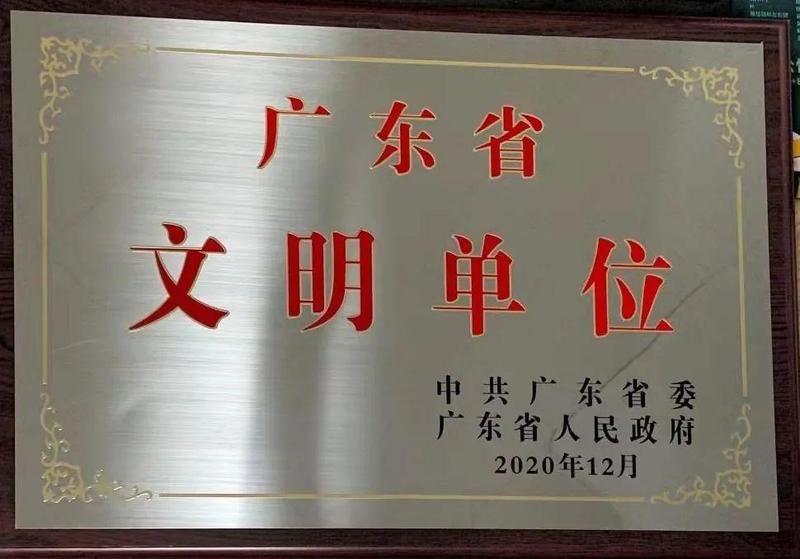 广东省
文明单位
中共广东省委
广东省人民政府
2020年12月